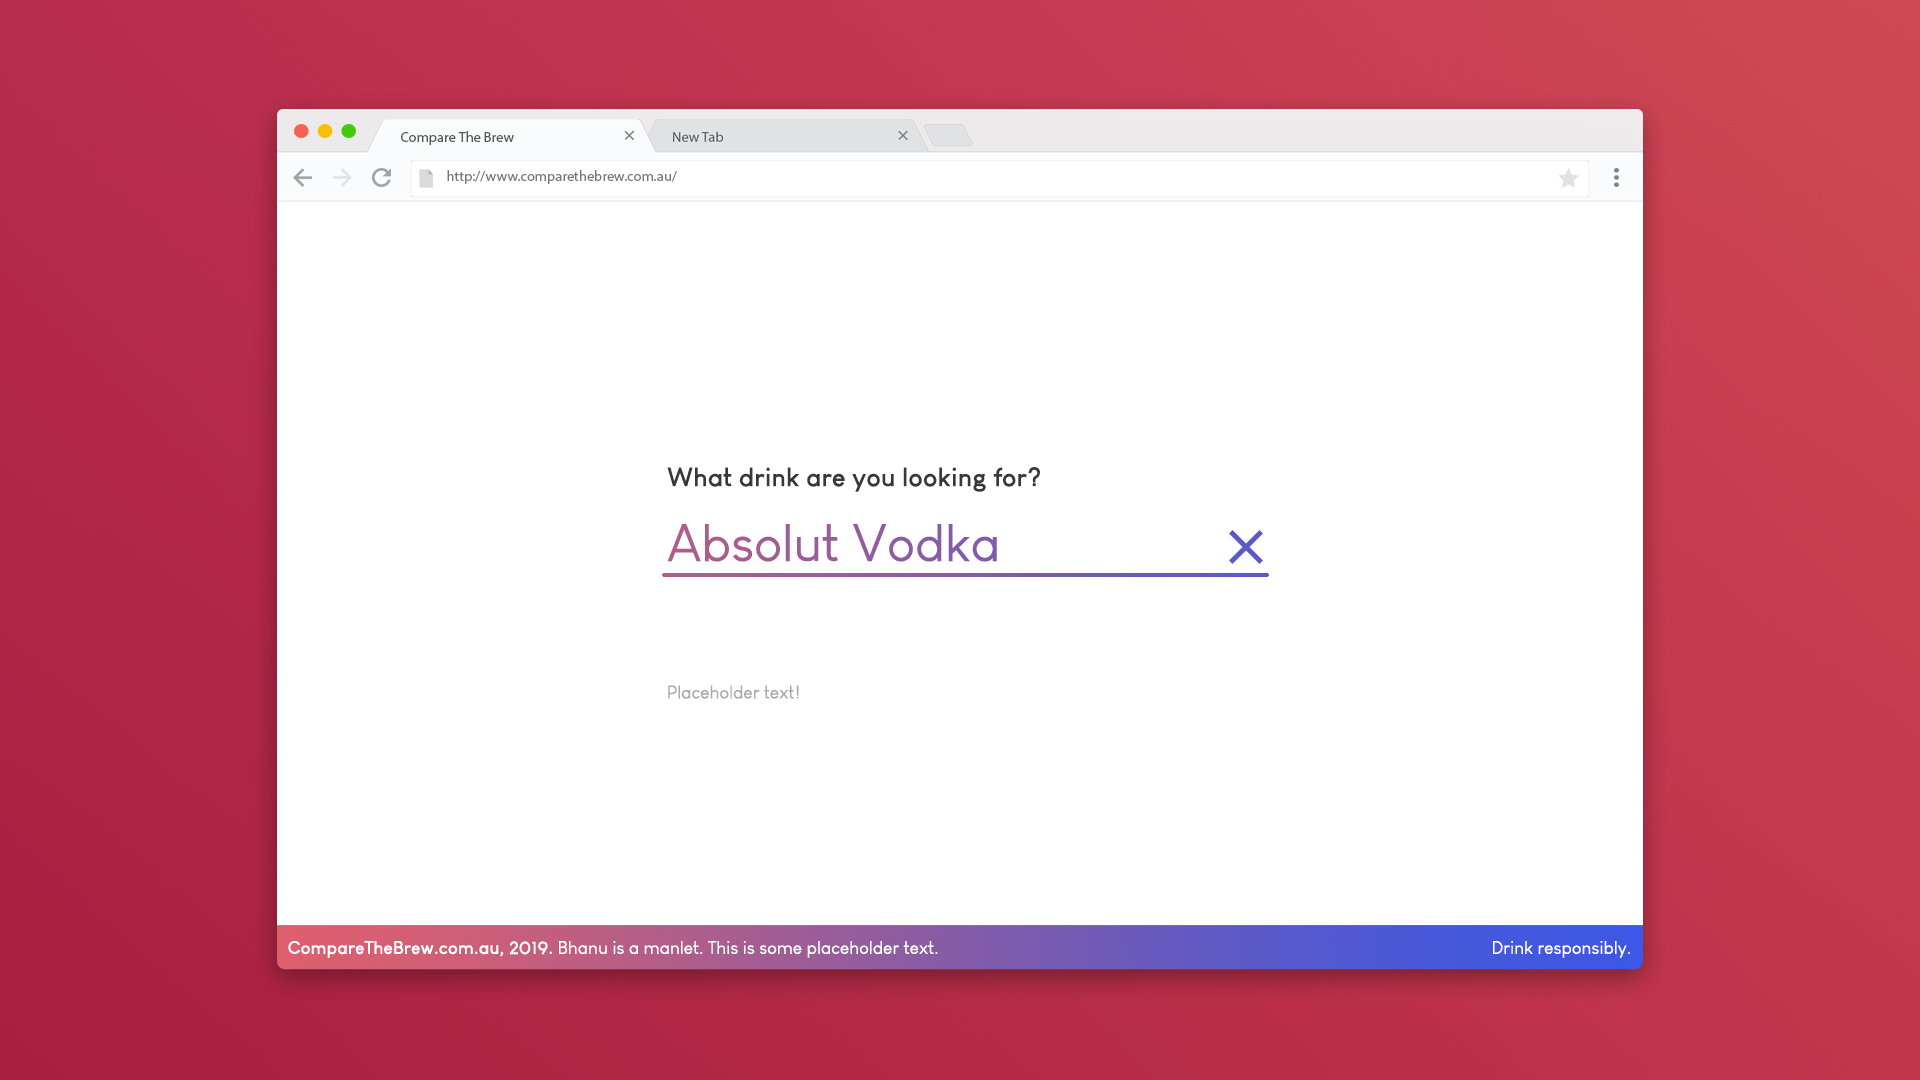 Compare The Brew
New Tab
http://www.comparethebrew.com.au/
What drink are you looking for?
Absolut Vodka
Placeholder text!
CompareTheBrew.com.au, 2019. Bhanu is a manlet. This is some placeholder text.
Drink responsibly.